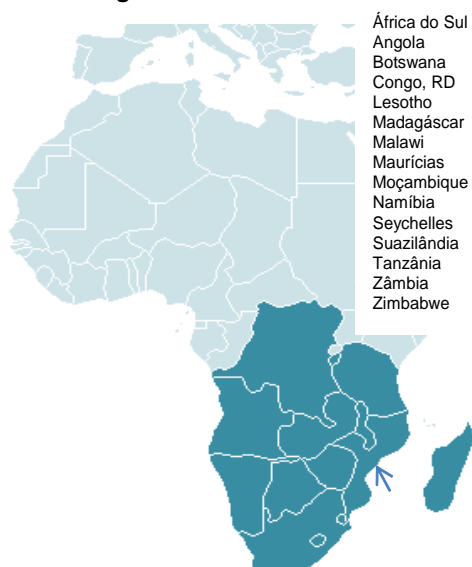 África do Sul
Angola
Botswana
Congo, RD
Lesotho
Madagáscar
Malawi
Maurícias
Moçambique
Namíbia
Seychelles
Suazilândia
Tanzânia
Zâmbia
Zimbabwe